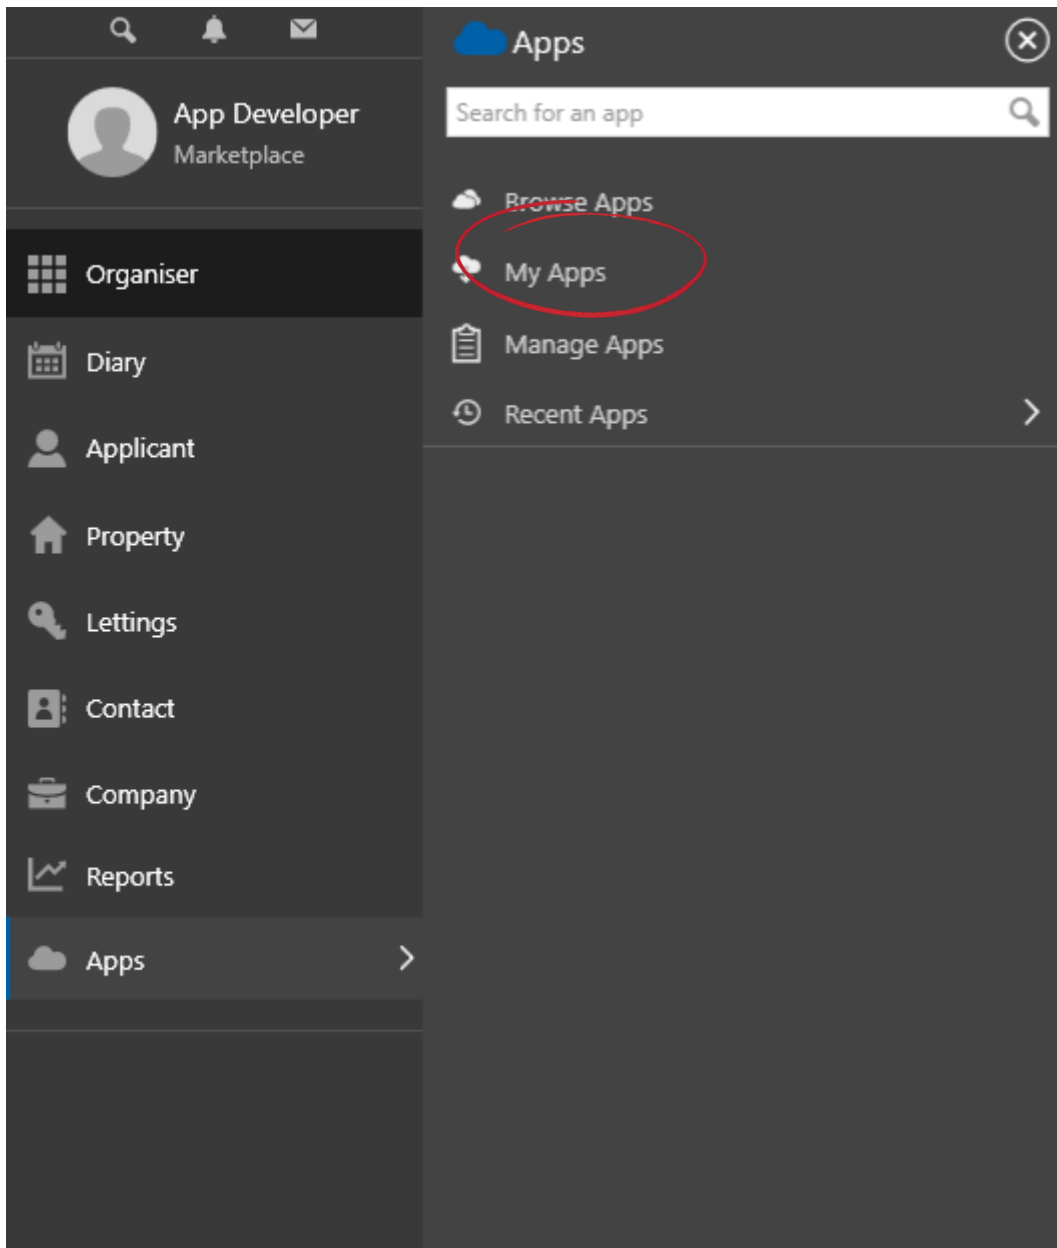 App Developer
Marketplace
Organiser
Diary
Applicant
Property
Lettings
Contact
Company
Reports
Apps
Apps
Search for an app
Browse Apps
My Apps
Manage Apps
Recent Apps